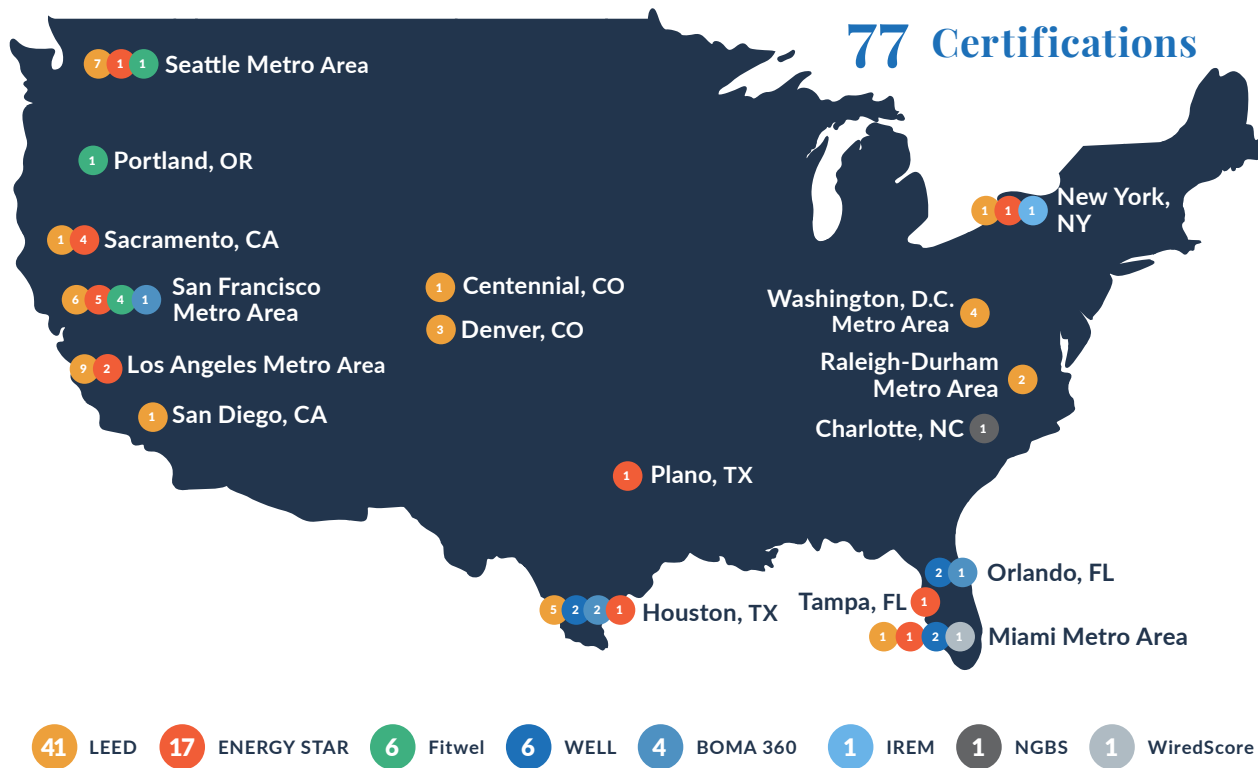 77 Certifications
7 1 1 Seattle Metro Area
1 Portland, OR
1 4 Sacramento, CA
6 5 4 1 San Francisco
Metro Area
9 2 Los Angeles Metro Area
1 San Diego, CA
1 Centennial, CO
3 Denver, CO
1 1 1 New York,
NY
Washington, D.C.
Metro Area 4
Raleigh-Durham
Metro Area 2
Charlotte, NC 1
1 Plano, TX
5 2 2 1 Houston, TX
2 1 Orlando, FL
Tampa, FL 1
1 1 2 1 Miami Metro Area
41 LEED 17 ENERGY STAR 6 Fitwel 6 WELL 4 BOMA 360 1 IREM 1 NGBS 1 WiredScore